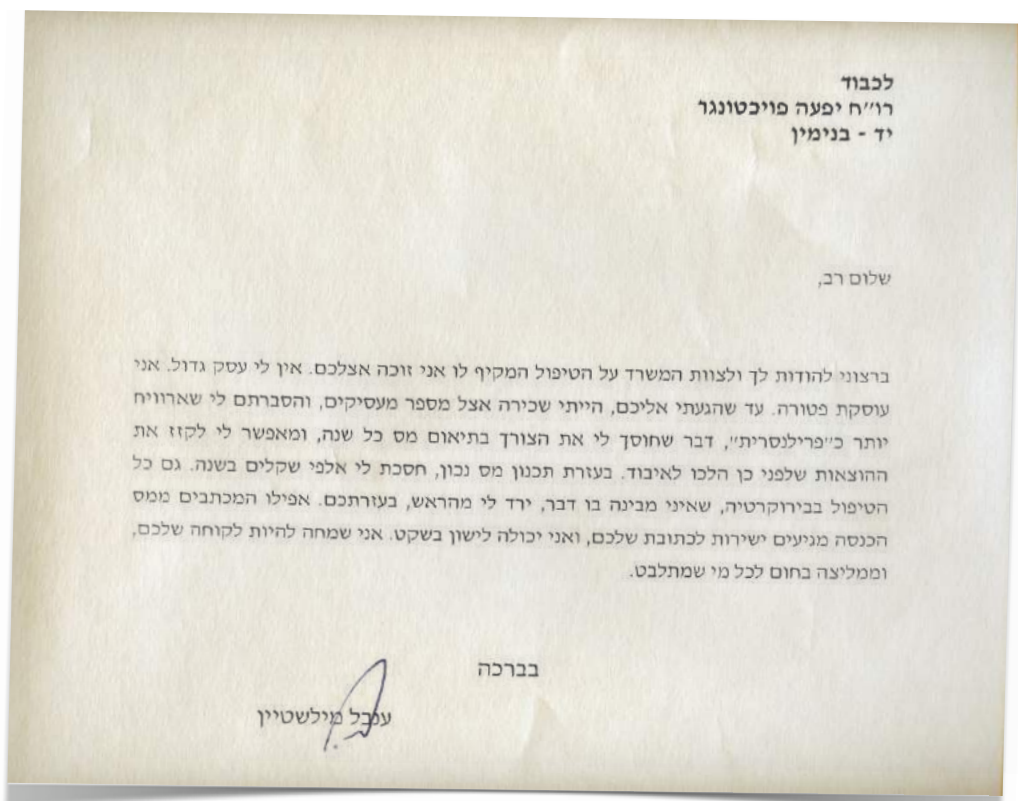 לכבוד
רו״ח יפעה פויכטונגר
יד - בנימין
שלום רב,
ברצוני להודות לך ולצוות המשרד על הטיפול המקיף לו אני זוכה אצלכם. אין לי עסק גדול. אני
עוסקת פטורה. עד שהגעתי אליכם, הייתי שכירה אצל מספר מעסיקים, והסברתם לי שארוויח
יותר כ״פרילנסרית״, דבר שחוסך לי את הצורך בתיאום מס כל שנה, ומאפשר לי לקזז את
ההוצאות שלפני כן הלכו לאיבוד. בעזרת תכנון מס נכון, חסכת לי אלפי שקלים בשנה. גם כל
הטיפול בבירוקרטיה, שאיני מבינה בו דבר, ירד לי מהראש, בעזרתכם. אפילו המכתבים ממס
הכנסה מגיעים ישירות לכתובת שלכם, ואני יכולה לישון בשקט. אני שמחה להיות לקוחה שלכם,
וממליצה בחום לכל מי שמתלבט.
בברכה
ענבל מילשטיין